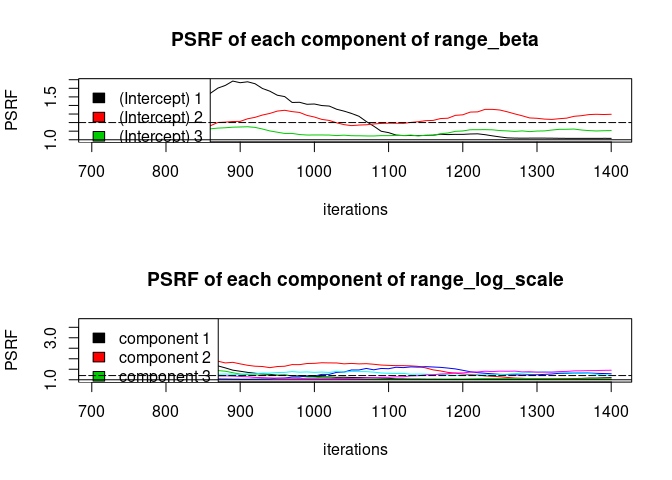 PSRF of each component of range_beta
PSRF
1.0 1.5
(Intercept) 1
(Intercept) 2
(Intercept) 3
700 800 900 1000 1100 1200 1300 1400
iterations
PSRF of each component of range_log_scale
PSRF
1.0 3.0
component 1
component 2
component 3
700 800 900 1000 1100 1200 1300 1400
iterations